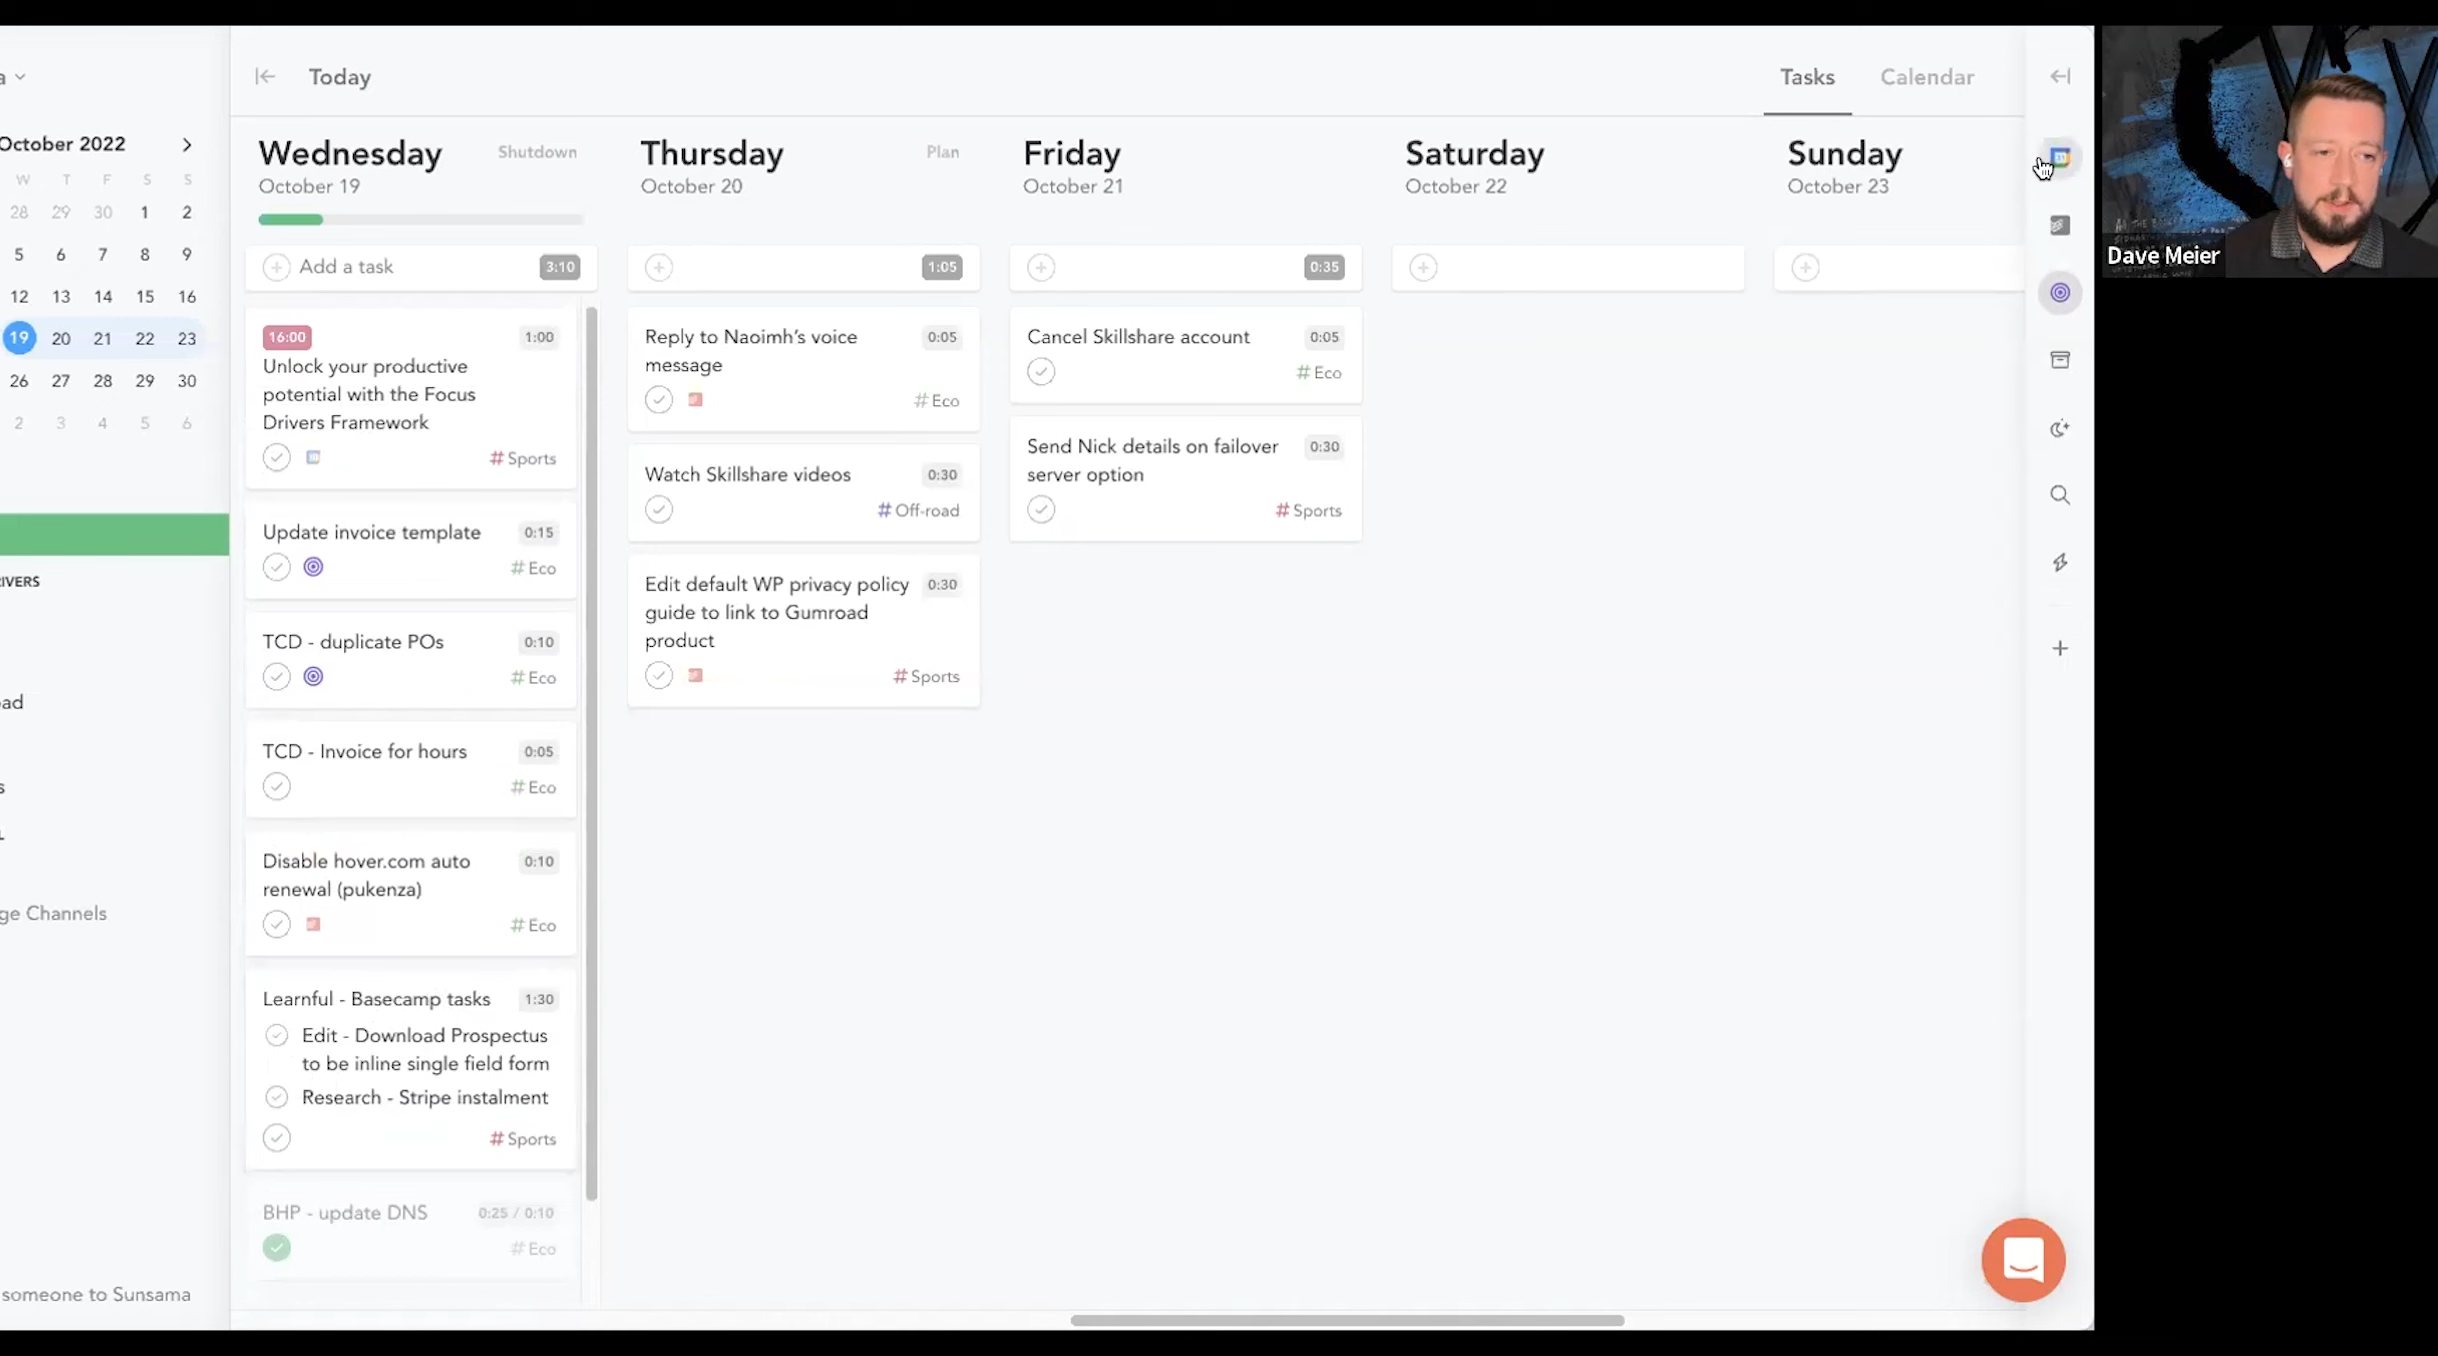 a
October 2022
W T F S S
28 29 30 1 2
5 6 7 8 9
12 13 14 15 16
19 20 21 22 23
26 27 28 29 30
2 3 4 5 6
IVERS
ad
s
L
ge Channels
someone to Sunsama
Today
Tasks Calendar
Wednesday Shutdown
October 19
Add a task 3:10
16:00 1:00
Unlock your productive
potential with the Focus
Drivers Framework
# Sports
Update invoice template 0:15
# Eco
TCD - duplicate POs 0:10
# Eco
TCD - Invoice for hours 0:05
# Eco
Disable hover.com auto 0:10
renewal (pukenza)
# Eco
Learnful - Basecamp tasks 1:30
Edit - Download Prospectus
to be inline single field form
Research - Stripe instalment
# Sports
BHP - update DNS 0:25 / 0:10
# Eco
Thursday Plan
October 20
1:05
Reply to Naoimh's voice 0:05
message
# Eco
Watch Skillshare videos 0:30
# Off-road
Edit default WP privacy policy 0:30
guide to link to Gumroad
product
# Sports
Friday
October 21
0:35
Cancel Skillshare account 0:05
# Eco
Send Nick details on failover 0:30
server option
# Sports
Saturday
October 22
Sunday
October 23
Dave Meier